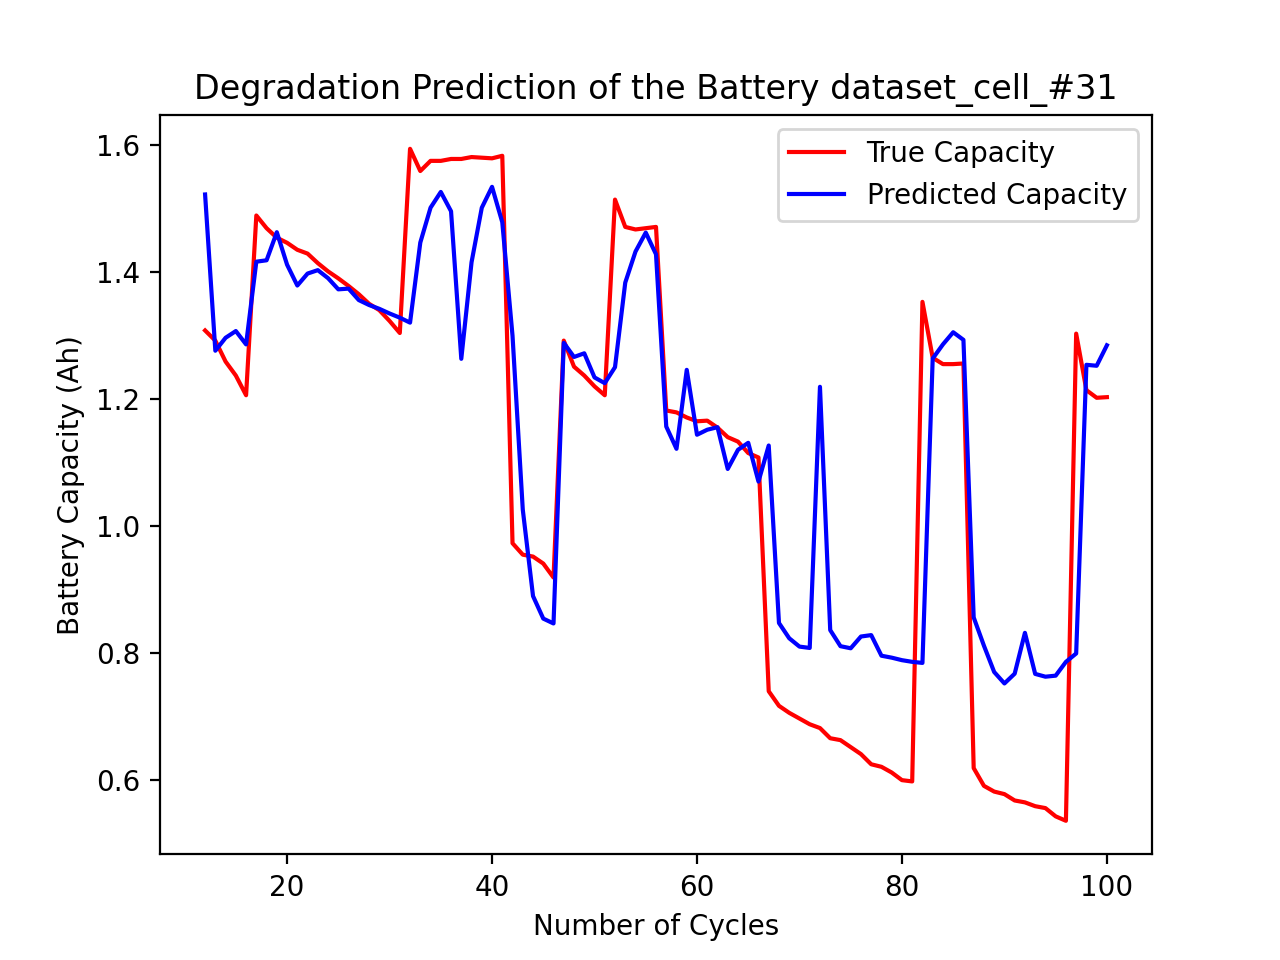 Degradation Prediction of the Battery dataset_cell_#31
True Capacity
Predicted Capacity
Battery Capacity (Ah)
1.6
1.4
1.2
1.0
0.8
0.6
20 40 60 80 100
Number of Cycles